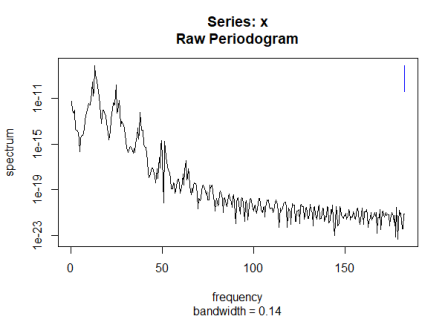 Series: x
Raw Periodogram
spectrum
1e-11
1e-15
1e-19
1e-23
0 50 100 150
frequency
bandwidth = 0.14